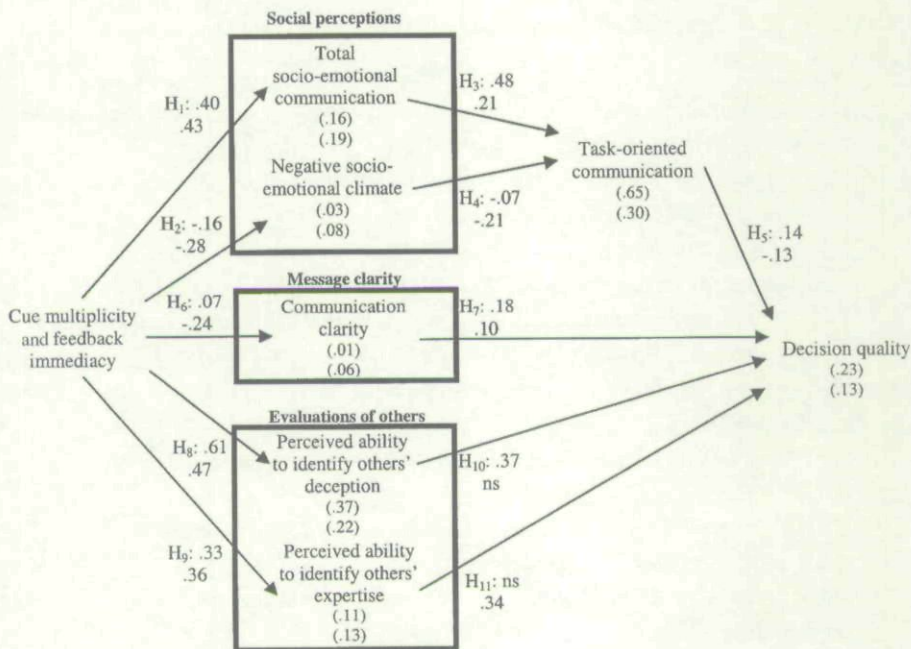 Social perceptions
Total
socio-emotional
communication
(.16)
(.19)
Negative socio-
emotional climate
(.03)
(.08)
H₁: .40
.43
H₂: -.16
-.28
H₃: .48
.21
H₄: -.07
-.21
Task-oriented
communication
(.65)
(.30)
H₅: .14
-.13
Message clarity
Communication
clarity
(.01)
(.06)
H₆: .07
-.24
H₇: .18
.10
Cue multiplicity
and feedback
immediacy
Decision quality
(.23)
(.13)
Evaluations of others
Perceived ability
to identify others'
deception
(.37)
(.22)
Perceived ability
to identify others'
expertise
(.11)
(.13)
H₈: .61
.47
H₉: .33
.36
H₁₀: .37
ns
H₁₁: ns
.34